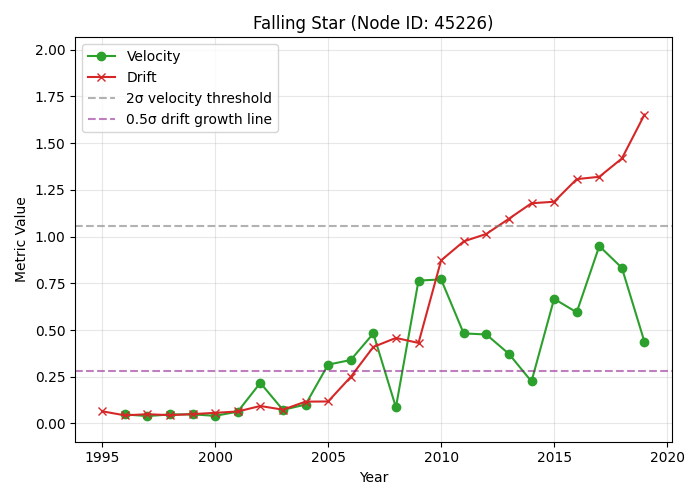 Falling Star (Node ID: 45226)
Velocity
Drift
2σ velocity threshold
0.5σ drift growth line
Metric Value
2.00
1.75
1.50
1.25
1.00
0.75
0.50
0.25
0.00
1995 2000 2005 2010 2015 2020
Year